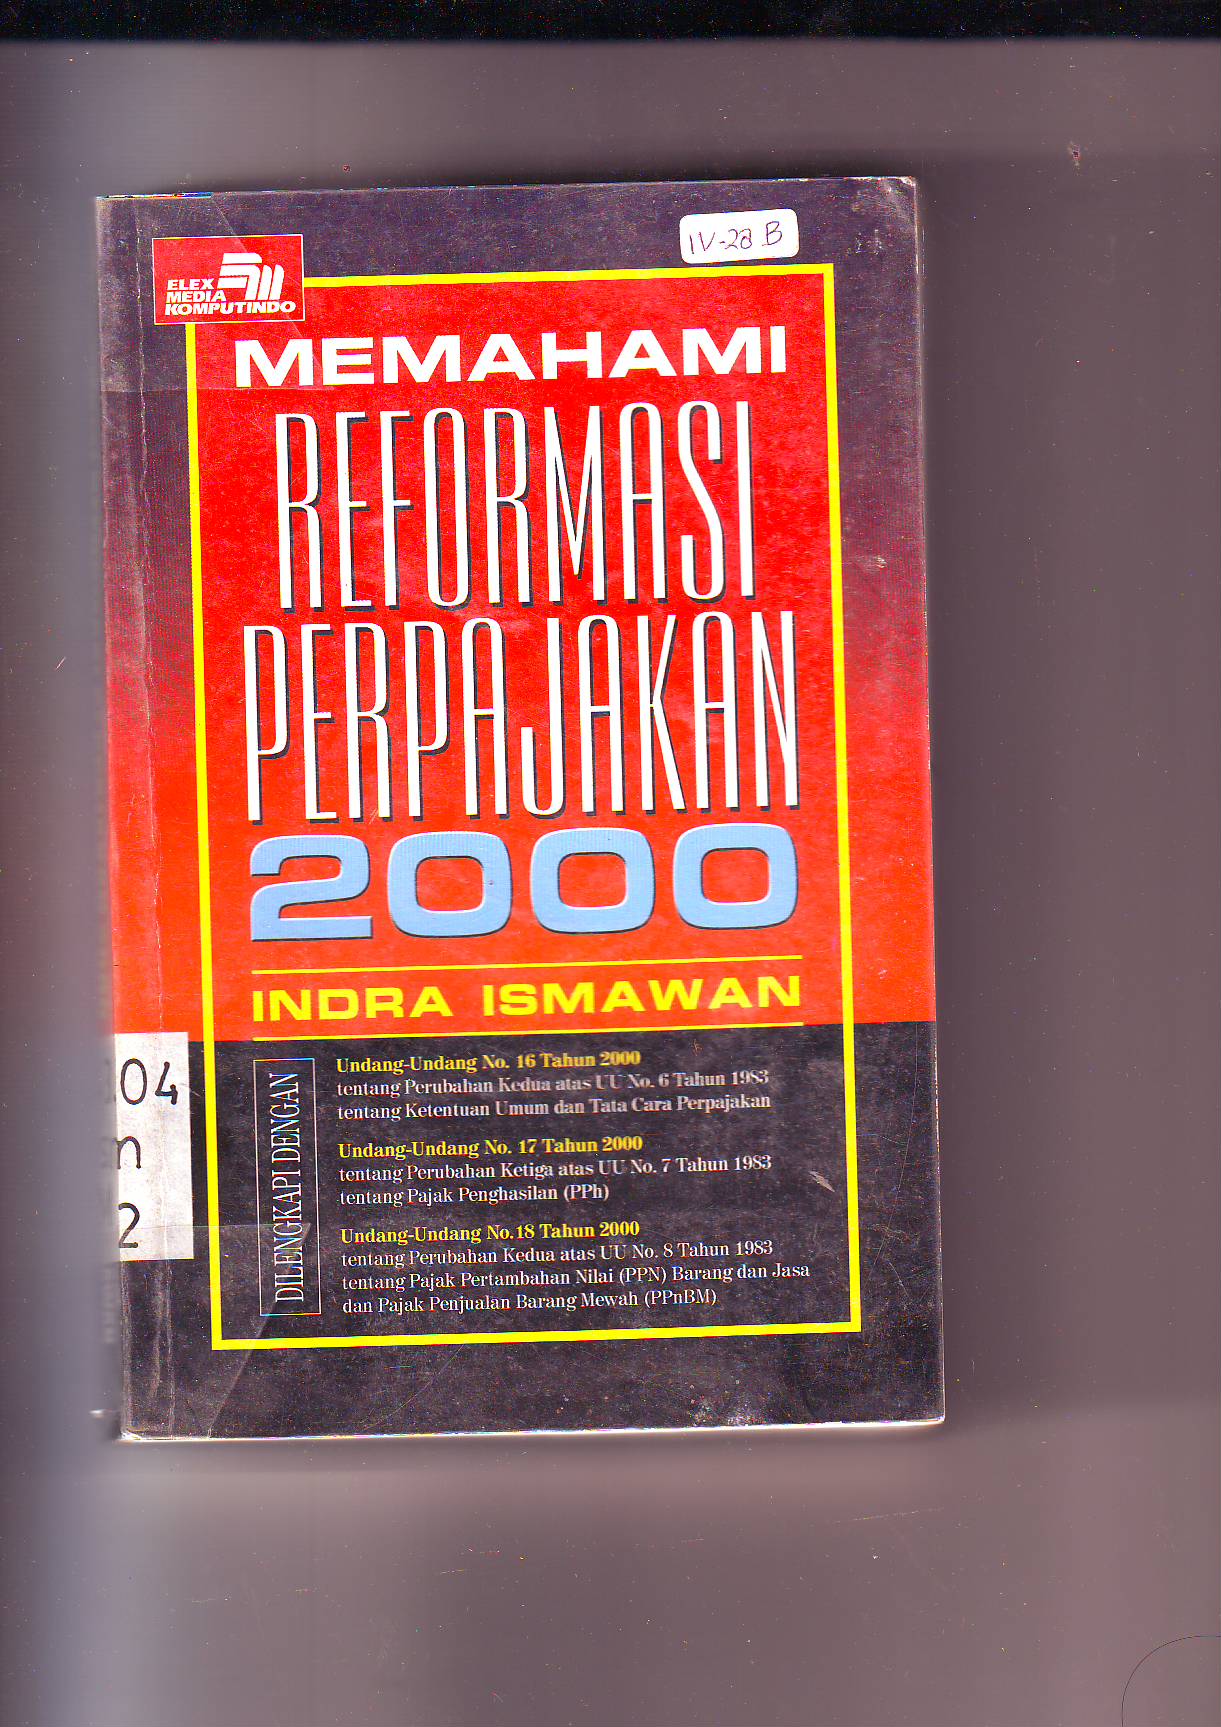 IV-28 B
ELEX
MEDIA
KOMPUTINDO
MEMAHAMI
REFORMASI
PERPAJAKAN
2000
INDRA ISMAWAN
DILENGKAPI DENGAN
Undang-Undang No. 16 Tahun 2000
tentang Perubahan Kedua atas UU No. 6 Tahun 1983
tentang Ketentuan Umum dan Tata Cara Perpajakan
Undang-Undang No. 17 Tahun 2000
tentang Perubahan Ketiga atas UU No. 7 Tahun 1983
tentang Pajak Penghasilan (PPh)
Undang-Undang No.18 Tahun 2000
tentang Perubahan Kedua atas UU No. 8 Tahun 1983
tentang Pajak Pertambahan Nilai (PPN) Barang dan Jasa
dan Pajak Penjualan Barang Mewah (PPnBM)
04
n
2